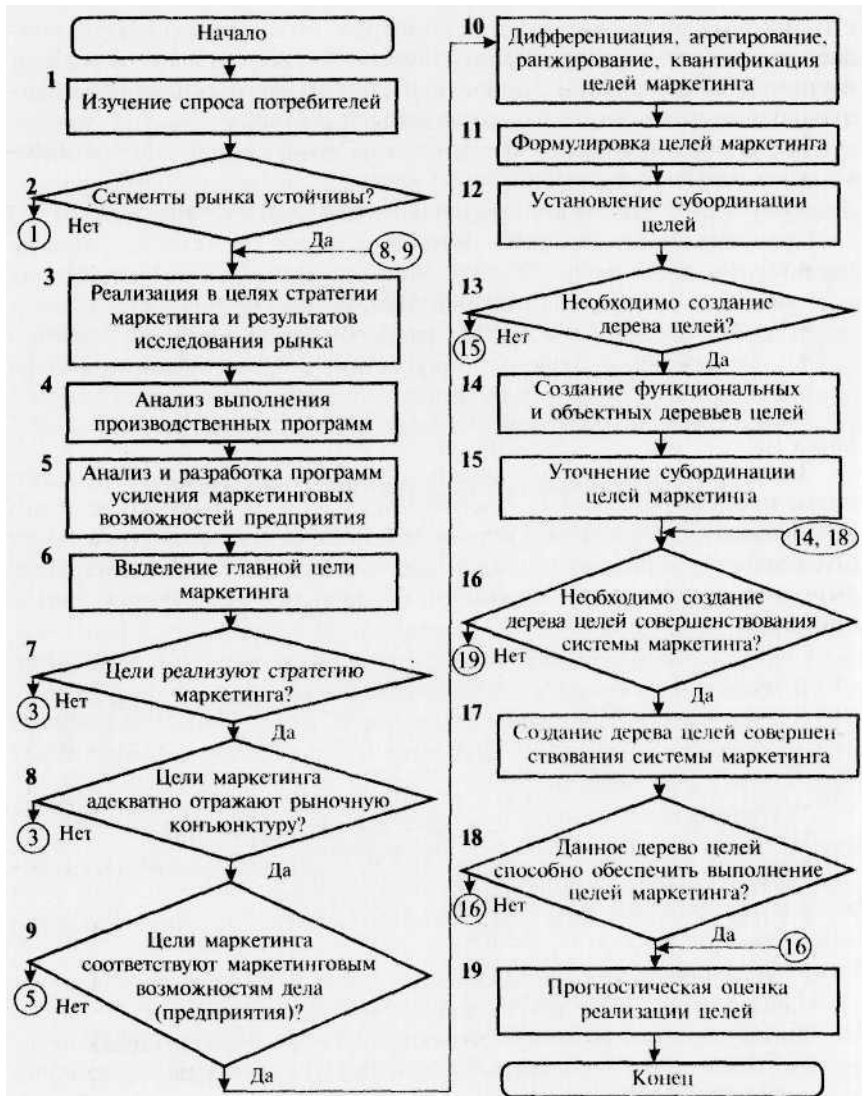 Начало
1
Изучение спроса потребителей
2
Сегменты рынка устойчивы?
1
Нет
Да
8, 9
3
Реализация в целях стратегии
маркетинга и результатов
исследования рынка
4
Анализ выполнения
производственных программ
5
Анализ и разработка программ
усиления маркетинговых
возможностей предприятия
6
Выделение главной цели
маркетинга
7
Цели реализуют стратегию
маркетинга?
3
Нет
Да
8
Цели маркетинга
адекватно отражают рыночную
конъюнктуру?
3
Нет
Да
9
Цели маркетинга
соответствуют маркетинговым
возможностям дела
(предприятия)?
5
Нет
Да
10
Дифференциация, агрегирование,
ранжирование, квантификация
целей маркетинга
11
Формулировка целей маркетинга
12
Установление субординации
целей
13
Необходимо создание
дерева целей?
15
Нет
Да
14
Создание функциональных
и объектных деревьев целей
15
Уточнение субординации
целей маркетинга
14, 18
16
Необходимо создание
дерева целей совершенствования
системы маркетинга?
19
Нет
Да
17
Создание дерева целей совершен-
ствования системы маркетинга
18
Данное дерево целей
способно обеспечить выполнение
целей маркетинга?
16
Нет
Да
16
19
Прогностическая оценка
реализации целей
Конец